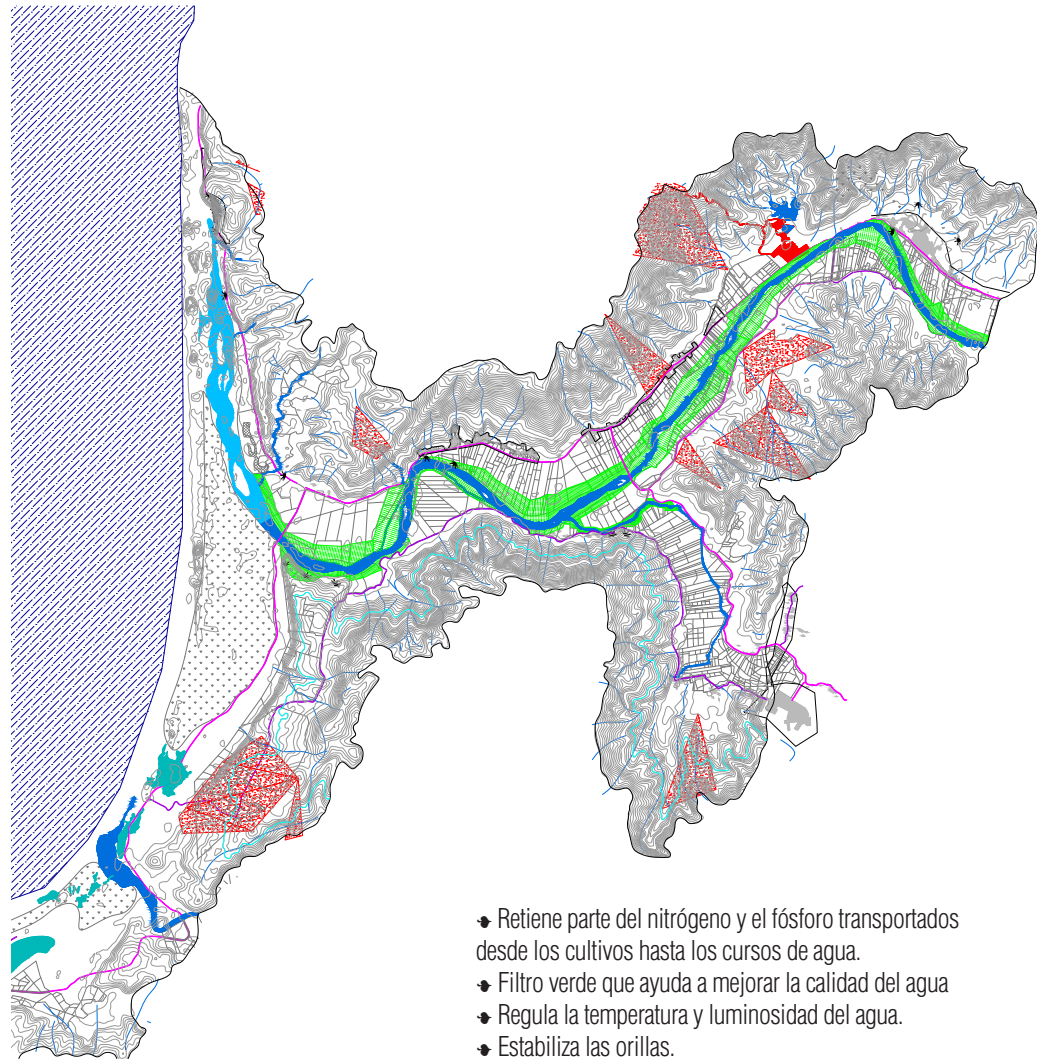 Retiene parte del nitrógeno y el fósforo transportados
desde los cultivos hasta los cursos de agua.
Filtro verde que ayuda a mejorar la calidad del agua
Regula la temperatura y luminosidad del agua.
Estabiliza las orillas.